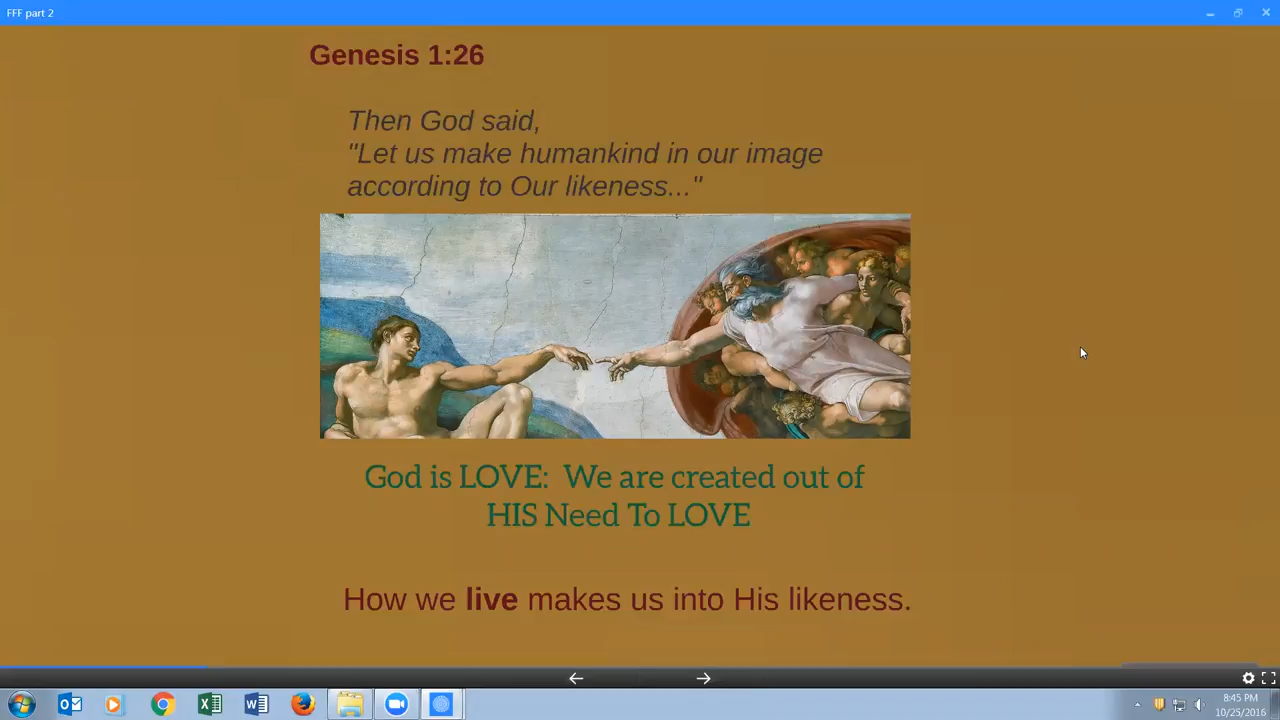 FFF part 2
Genesis 1:26
Then God said,
"Let us make humankind in our image
according to Our likeness..."
God is LOVE:  We are created out of
HIS Need To LOVE
How we live makes us into His likeness.
8:45 PM
10/25/2016